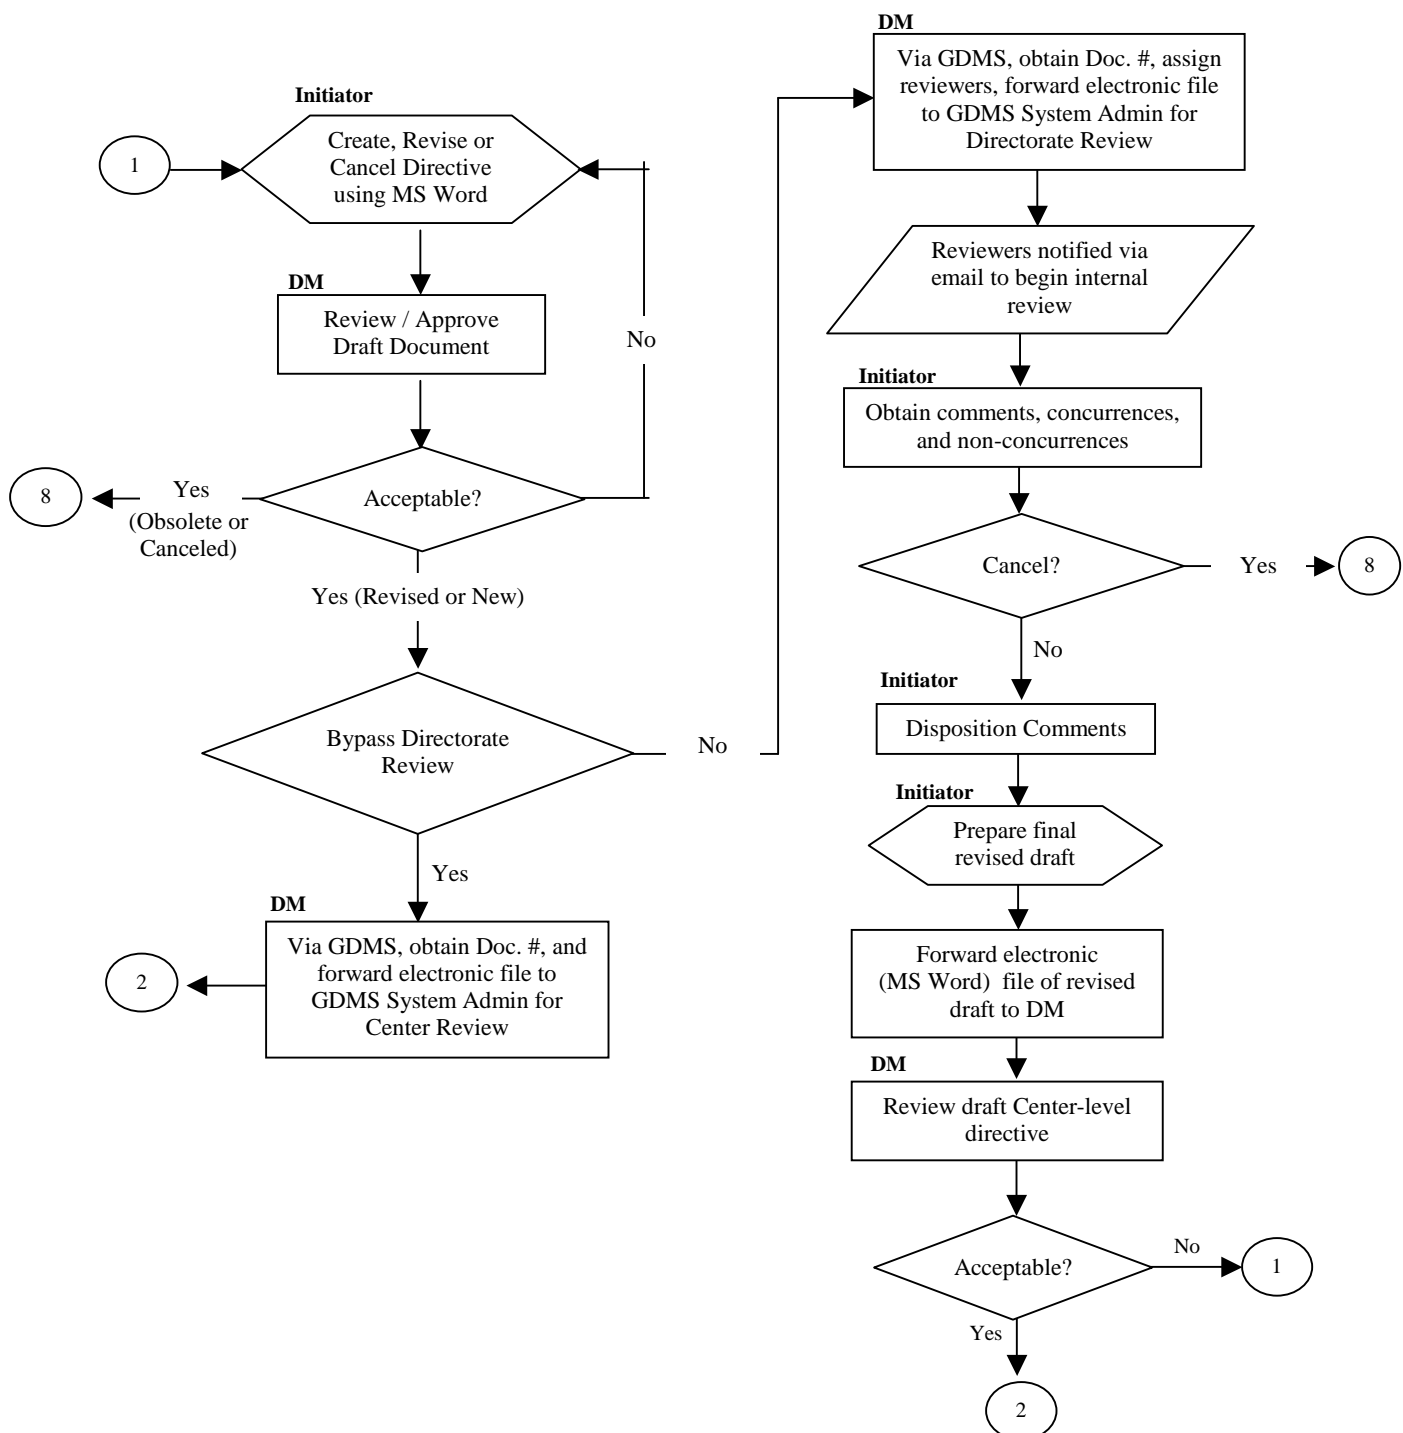 Initiator
1
Create, Revise or
Cancel Directive
using MS Word
DM
Review / Approve
Draft Document
No
Acceptable?
8
Yes
(Obsolete or
Canceled)
Yes (Revised or New)
Bypass Directorate
Review
No
Yes
DM
Via GDMS, obtain Doc. #, and
forward electronic file to
GDMS System Admin for
Center Review
2
DM
Via GDMS, obtain Doc. #, assign
reviewers, forward electronic file
to GDMS System Admin for
Directorate Review
Reviewers notified via
email to begin internal
review
Initiator
Obtain comments, concurrences,
and non-concurrences
Cancel?
Yes
8
No
Initiator
Disposition Comments
Initiator
Prepare final
revised draft
Forward electronic
(MS Word)  file of revised
draft to DM
DM
Review draft Center-level
directive
Acceptable?
No
1
Yes
2